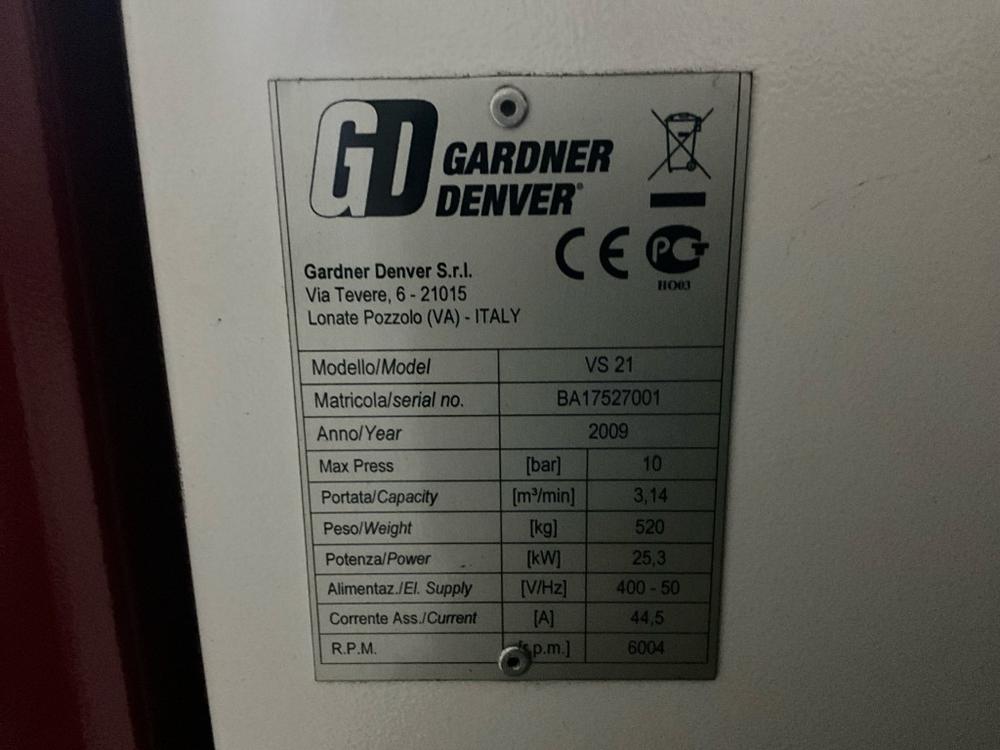 GD GARDNER
DENVER®
CE PCT
HO03
Gardner Denver S.r.l.
Via Tevere, 6 - 21015
Lonate Pozzolo (VA) - ITALY
Modello/Model VS 21
Matricola/serial no. BA17527001
Anno/Year 2009
Max Press [bar] 10
Portata/Capacity [m³/min] 3,14
Peso/Weight [kg] 520
Potenza/Power [kW] 25,3
Alimentaz./El. Supply [V/Hz] 400 - 50
Corrente Ass./Current [A] 44,5
R.P.M. p.m.] 6004